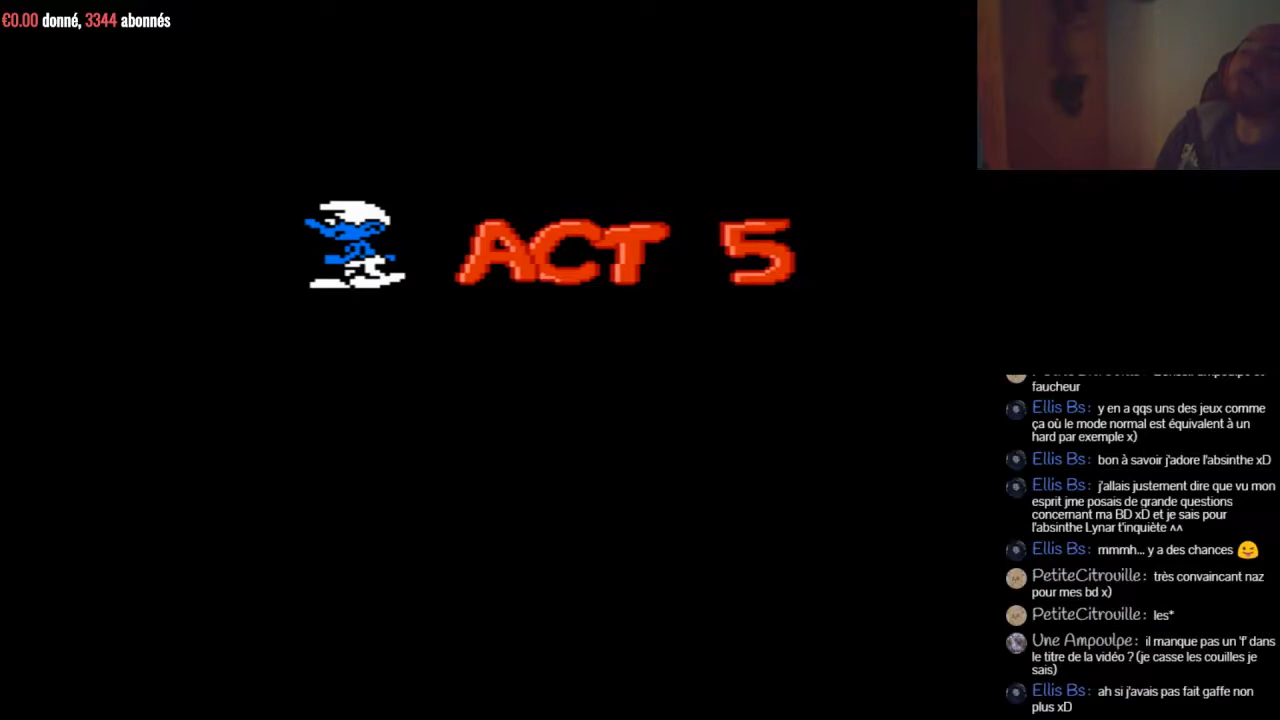 €0.00 donné, 3344 abonnés
ACT 5
faucheur
Ellis Bs: y en a qqs uns des jeux comme
ça où le mode normal est équivalent à un
hard par exemple x)
Ellis Bs: bon à savoir j'adore l'absinthe xD
Ellis Bs: j'allais justement dire que vu mon
esprit jme posais de grande questions
concernant ma BD xD et je sais pour
l'absinthe Lynar t'inquiète ^^
Ellis Bs: mmmh... y a des chances 😜
PetiteCitrouille: très convaincant naz
pour mes bd x)
PetiteCitrouille: les*
Une Ampoulpe: il manque pas un 'f' dans
le titre de la vidéo ? (je casse les couilles je
sais)
Ellis Bs: ah si j'avais pas fait gaffe non
plus xD